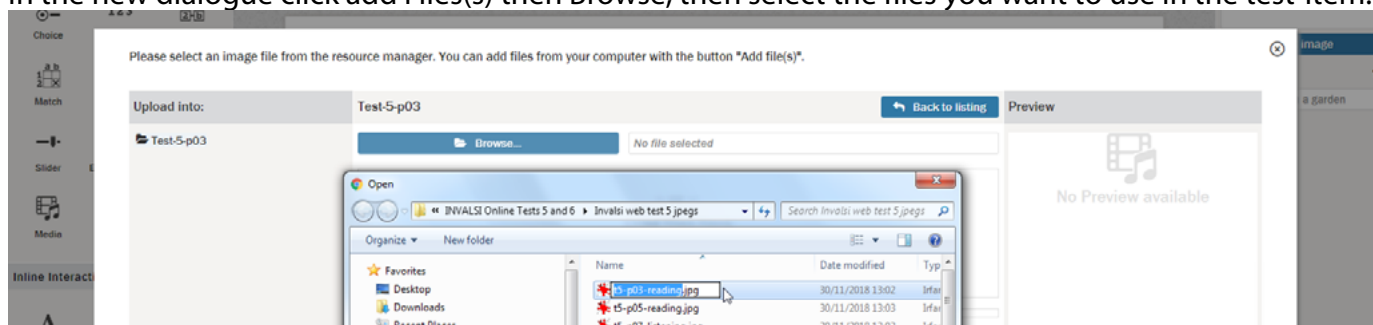 In the new dialogue click add Files(s) then Browse, then select the files you want to use in the test item.
Choice
Please select an image file from the resource manager. You can add files from your computer with the button "Add file(s)".
image
Match
Upload into:
Test-5-p03
Back to listing
Preview
a garden
Test-5-p03
Browse...
No file selected
Slider
No Preview available
Open
« INVALSI Online Tests 5 and 6 ▸ Invalsi web test 5 jpegs
Search Invalsi web test 5 jpegs
Media
Organize
New folder
Inline Interacti
Favorites
Name
Date modified
Typ
Desktop
t5-p03-reading.jpg
30/11/2018 13:02
Irfar
Downloads
t5-p05-reading.jpg
30/11/2018 13:03
Irfar
Recent Places